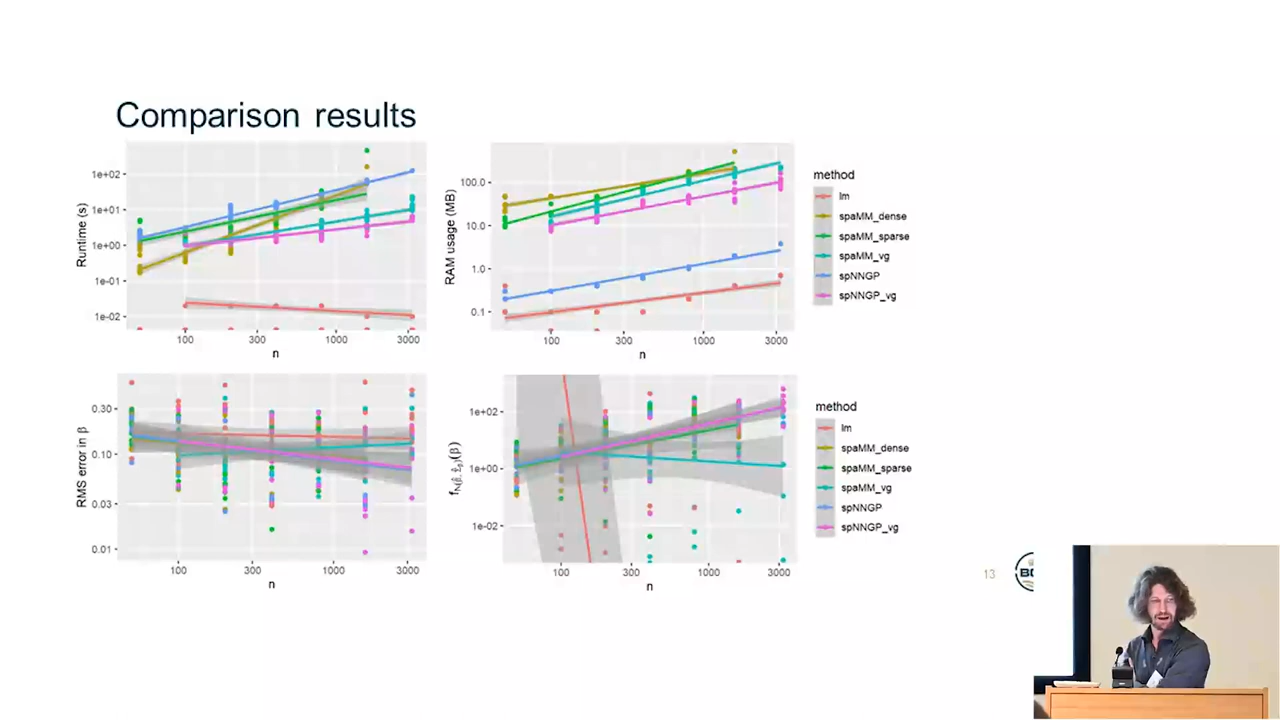 Comparison results
Runtime (s)
1e+02
1e+01
1e+00
1e-01
1e-02
100
300
1000
3000
n
RAM usage (MB)
100.0
10.0
1.0
0.1
100
300
1000
3000
n
method
lm
spaMM_dense
spaMM_sparse
spaMM_vg
spNNGP
spNNGP_vg
RMS error in β
0.30
0.10
0.03
0.01
100
300
1000
3000
n
1e+02
1e+00
1e-02
100
300
1000
3000
n
method
lm
spaMM_dense
spaMM_sparse
spaMM_vg
spNNGP
spNNGP_vg
13